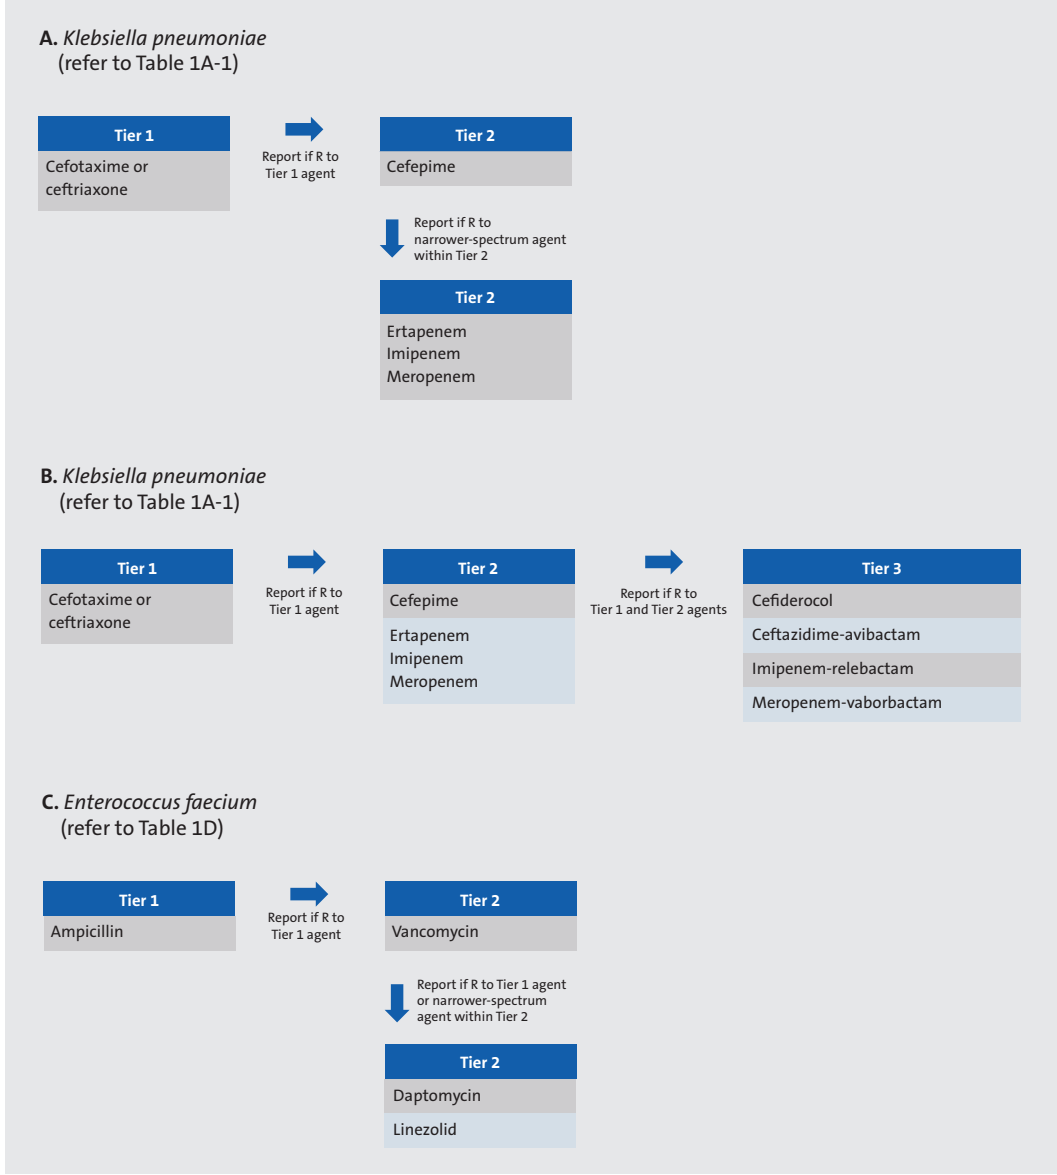 A. Klebsiella pneumoniae
(refer to Table 1A-1)
Tier 1
Cefotaxime or
ceftriaxone
Report if R to
Tier 1 agent
Tier 2
Cefepime
Report if R to
narrower-spectrum agent
within Tier 2
Tier 2
Ertapenem
Imipenem
Meropenem
B. Klebsiella pneumoniae
(refer to Table 1A-1)
Tier 1
Cefotaxime or
ceftriaxone
Report if R to
Tier 1 agent
Tier 2
Cefepime
Ertapenem
Imipenem
Meropenem
Report if R to
Tier 1 and Tier 2 agents
Tier 3
Cefiderocol
Ceftazidime-avibactam
Imipenem-relebactam
Meropenem-vaborbactam
C. Enterococcus faecium
(refer to Table 1D)
Tier 1
Ampicillin
Report if R to
Tier 1 agent
Tier 2
Vancomycin
Report if R to Tier 1 agent
or narrower-spectrum
agent within Tier 2
Tier 2
Daptomycin
Linezolid